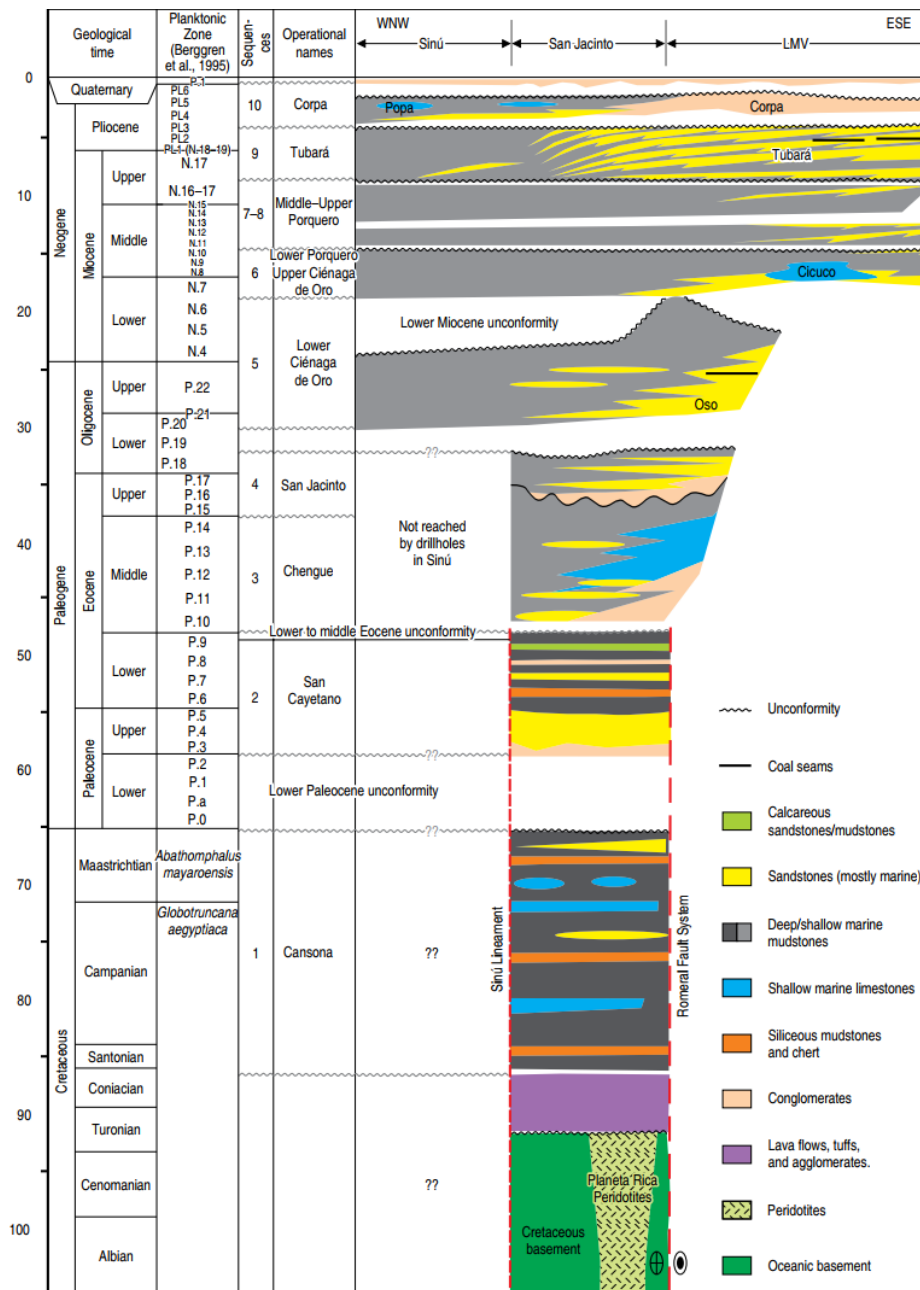 Geological
time
Planktonic
Zone
(Berggren
et al., 1995)
Sequen-
ces
Operational
names
WNW
ESE
Sinú
San Jacinto
LMV
0
10
20
30
40
50
60
70
80
90
100
Quaternary
Neogene
Pliocene
Miocene
Upper
Middle
Lower
Paleogene
Oligocene
Upper
Lower
Eocene
Upper
Middle
Lower
Paleocene
Upper
Lower
Cretaceous
Maastrichtian
Campanian
Santonian
Coniacian
Turonian
Cenomanian
Albian
P.1
PL6
PL5
PL4
PL3
PL2
PL1 (N.18–19)
N.17
N.16–17
N.15
N.14
N.13
N.12
N.11
N.10
N.9
N.8
N.7
N.6
N.5
N.4
P.22
P.21
P.20
P.19
P.18
P.17
P.16
P.15
P.14
P.13
P.12
P.11
P.10
P.9
P.8
P.7
P.6
P.5
P.4
P.3
P.2
P.1
P.a
P.0
Abathomphalus
mayaroensis
Globotruncana
aegyptiaca
10
Corpa
9
Tubará
7–8
Middle–Upper
Porquero
6
Lower Porquero
Upper Ciénaga
de Oro
5
Lower
Ciénaga
de Oro
4
San Jacinto
3
Chengue
Lower to middle Eocene unconformity
2
San
Cayetano
Lower Paleocene unconformity
1
Cansona
Popa
Corpa
Tubará
Cicuco
Lower Miocene unconformity
Oso
??
Not reached
by drillholes
in Sinú
??
??
??
??
??
Sinú Lineament
Romeral Fault System
Planeta Rica
Peridotites
Cretaceous
basement
Unconformity
Coal seams
Calcareous
sandstones/mudstones
Sandstones (mostly marine)
Deep/shallow marine
mudstones
Shallow marine limestones
Siliceous mudstones
and chert
Conglomerates
Lava flows, tuffs,
and agglomerates.
Peridotites
Oceanic basement